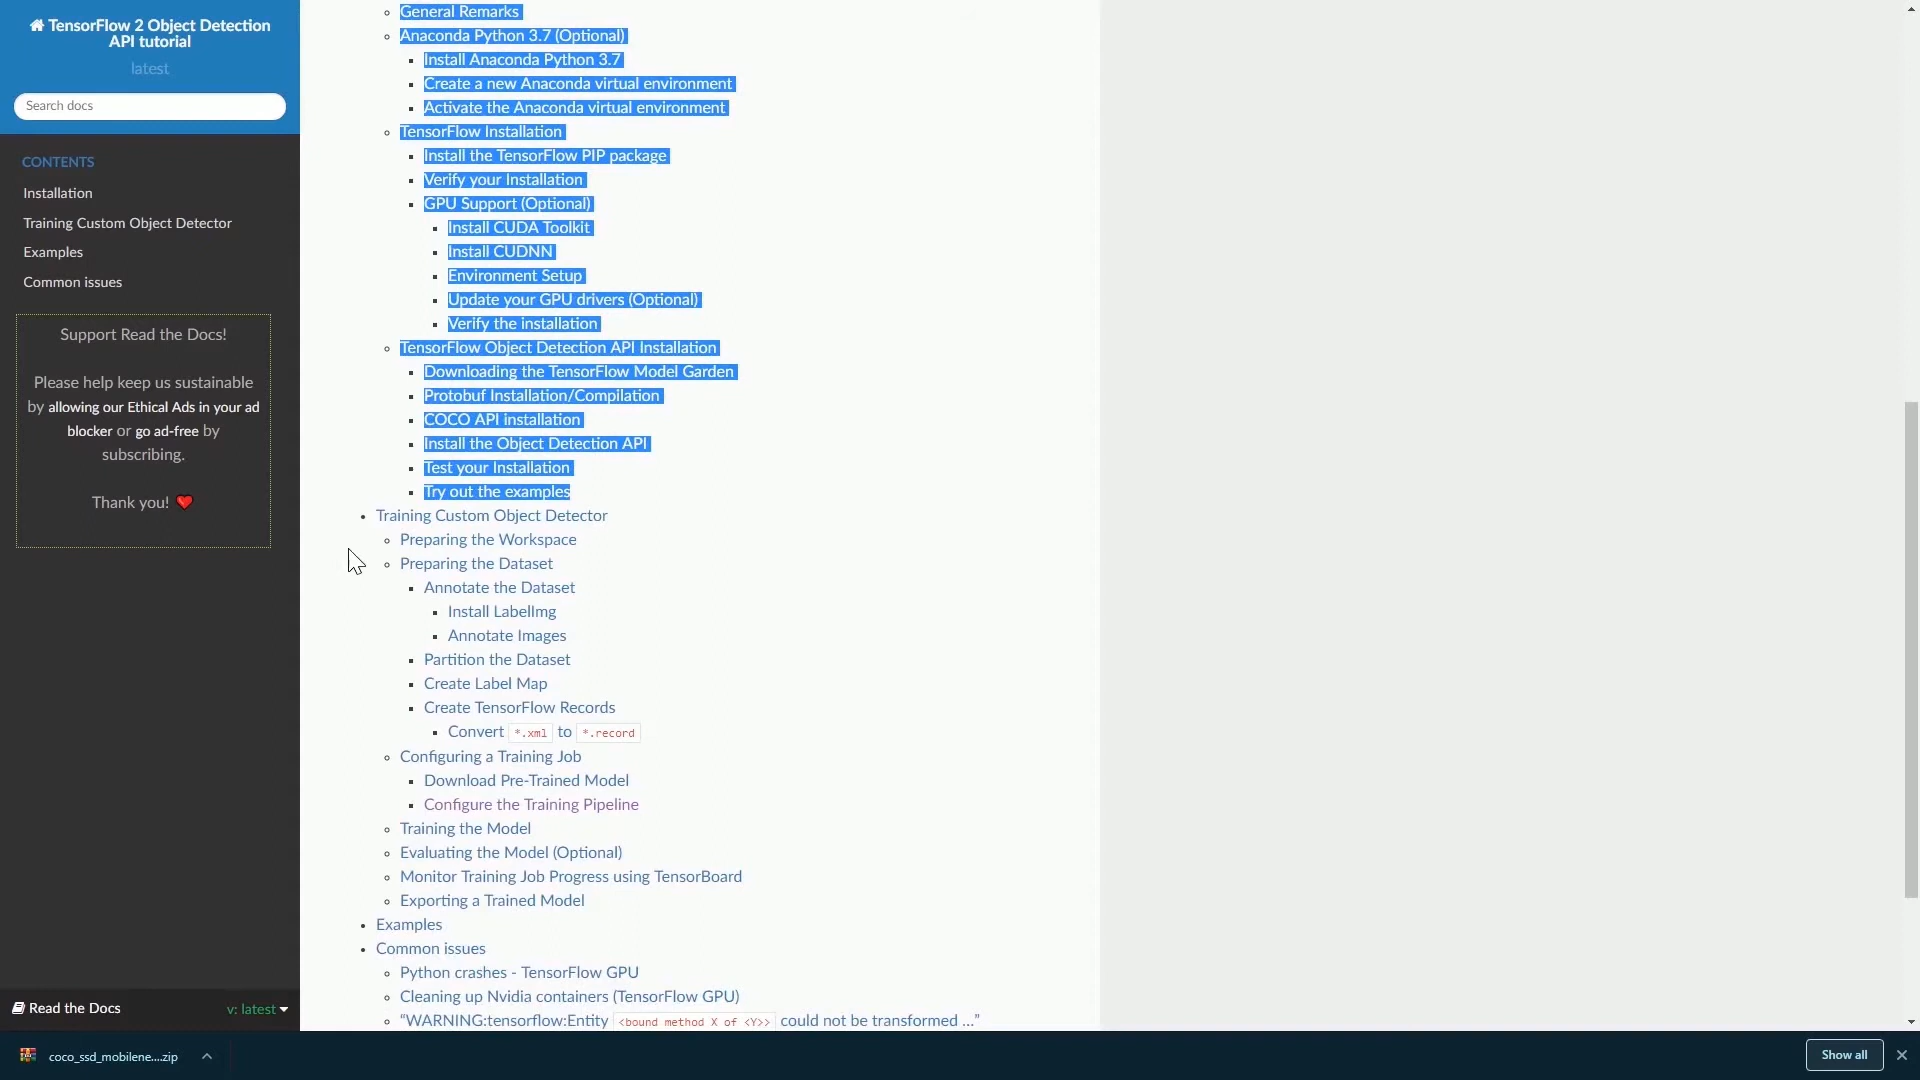 TensorFlow 2 Object Detection
API tutorial
latest
Search docs
CONTENTS
Installation
Training Custom Object Detector
Examples
Common issues
Support Read the Docs!
Please help keep us sustainable
by allowing our Ethical Ads in your ad
blocker or go ad-free by
subscribing.
Thank you!
Read the Docs
v: latest
General Remarks
Anaconda Python 3.7 (Optional)
Install Anaconda Python 3.7
Create a new Anaconda virtual environment
Activate the Anaconda virtual environment
TensorFlow Installation
Install the TensorFlow PIP package
Verify your Installation
GPU Support (Optional)
Install CUDA Toolkit
Install CUDNN
Environment Setup
Update your GPU drivers (Optional)
Verify the installation
TensorFlow Object Detection API Installation
Downloading the TensorFlow Model Garden
Protobuf Installation/Compilation
COCO API installation
Install the Object Detection API
Test your Installation
Try out the examples
Training Custom Object Detector
Preparing the Workspace
Preparing the Dataset
Annotate the Dataset
Install LabelImg
Annotate Images
Partition the Dataset
Create Label Map
Create TensorFlow Records
Convert *.xml to *.record
Configuring a Training Job
Download Pre-Trained Model
Configure the Training Pipeline
Training the Model
Evaluating the Model (Optional)
Monitor Training Job Progress using TensorBoard
Exporting a Trained Model
Examples
Common issues
Python crashes - TensorFlow GPU
Cleaning up Nvidia containers (TensorFlow GPU)
“WARNING:tensorflow:Entity <bound method X of <Y>> could not be transformed …”
coco_ssd_mobilene....zip
Show all